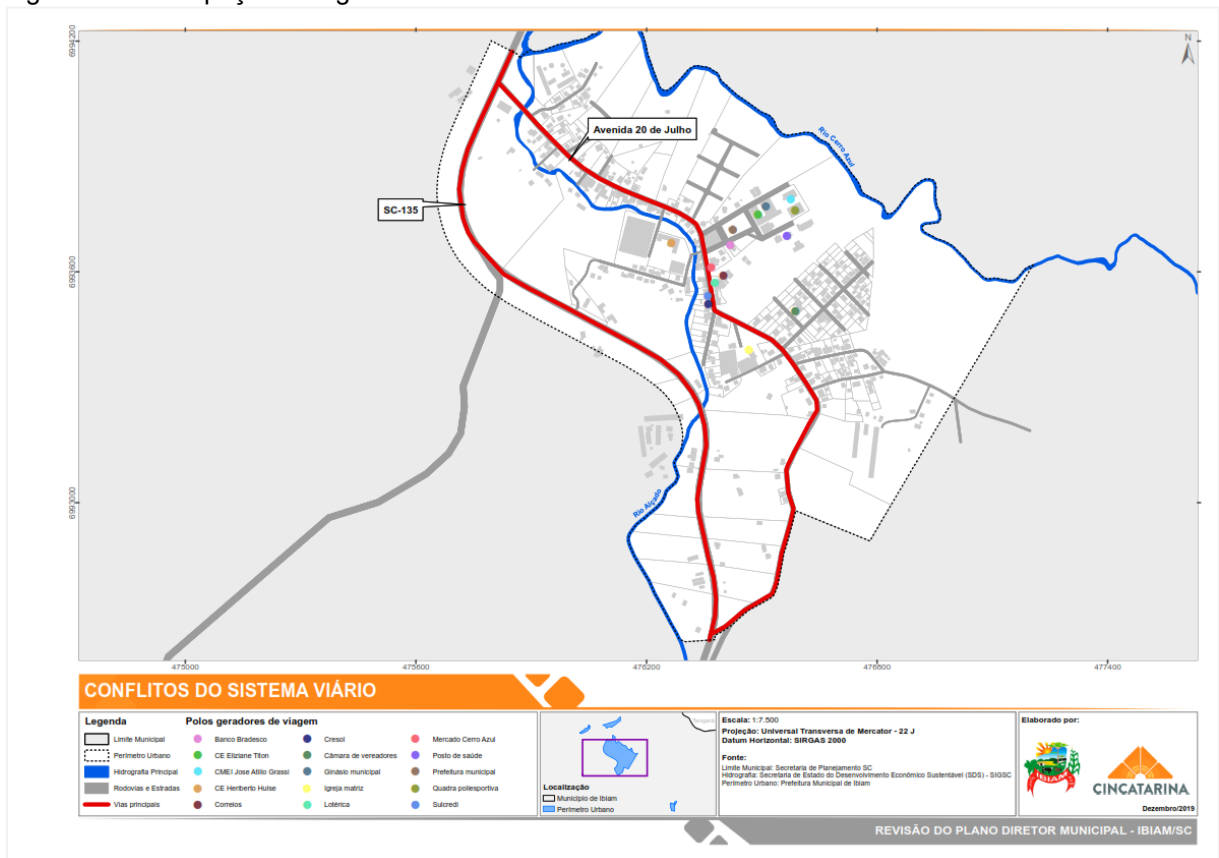 6994200
N
Avenida 20 de Julho
Rio Cerro Azul
SC-135
6993600
Rio Alçado
6993000
475000
475600
476200
476800
477400
CONFLITOS DO SISTEMA VIÁRIO
Legenda
Limite Municipal
Perímetro Urbano
Hidrografia Principal
Rodovias e Estradas
Vias principais
Polos geradores de viagem
Banco Bradesco
CE Eliziane Titon
CMEI Jose Atilio Grassi
CE Heriberto Hulse
Correios
Cresol
Câmara de vereadores
Ginásio municipal
Igreja matriz
Lotérica
Mercado Cerro Azul
Posto de saúde
Prefeitura municipal
Quadra poliesportiva
Sulcredi
Tangará
Localização
Município de Ibiam
Perímetro Urbano
Escala: 1:7.500
Projeção: Universal Transversa de Mercator - 22 J
Datum Horizontal: SIRGAS 2000
Fonte:
Limite Municipal: Secretaria de Planejamento SC
Hidrografia: Secretaria de Estado do Desenvolvimento Econômico Sustentável (SDS) - SIGSC
Perímetro Urbano: Prefeitura Municipal de Ibiam
Elaborado por:
IBIAM
CINCATARINA
Dezembro/2019
REVISÃO DO PLANO DIRETOR MUNICIPAL - IBIAM/SC